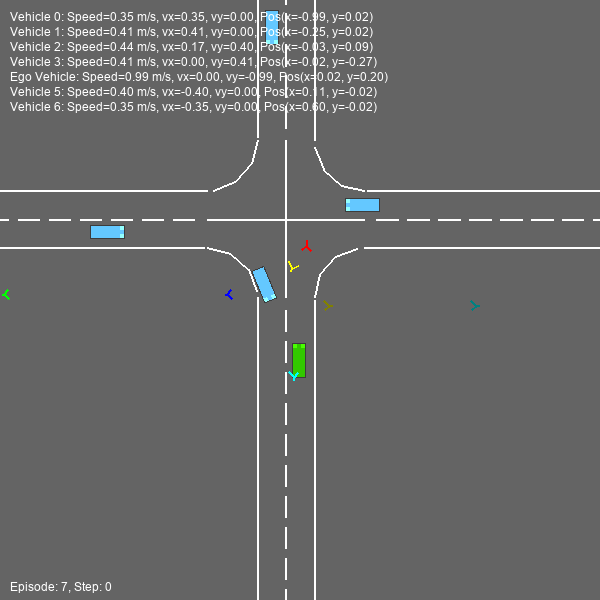 Vehicle 0: Speed=0.35 m/s, vx=0.35, vy=0.00, Pos(x=-0.99, y=0.02)
Vehicle 1: Speed=0.41 m/s, vx=0.41, vy=0.00, Pos(x=-0.25, y=0.02)
Vehicle 2: Speed=0.44 m/s, vx=0.17, vy=0.40, Pos(x=-0.03, y=0.09)
Vehicle 3: Speed=0.41 m/s, vx=0.00, vy=0.41, Pos(x=-0.02, y=-0.27)
Ego Vehicle: Speed=0.99 m/s, vx=0.00, vy=-0.99, Pos(x=0.02, y=0.20)
Vehicle 5: Speed=0.40 m/s, vx=-0.40, vy=0.00, Pos(x=0.11, y=-0.02)
Vehicle 6: Speed=0.35 m/s, vx=-0.35, vy=0.00, Pos(x=0.60, y=-0.02)
Episode: 7, Step: 0